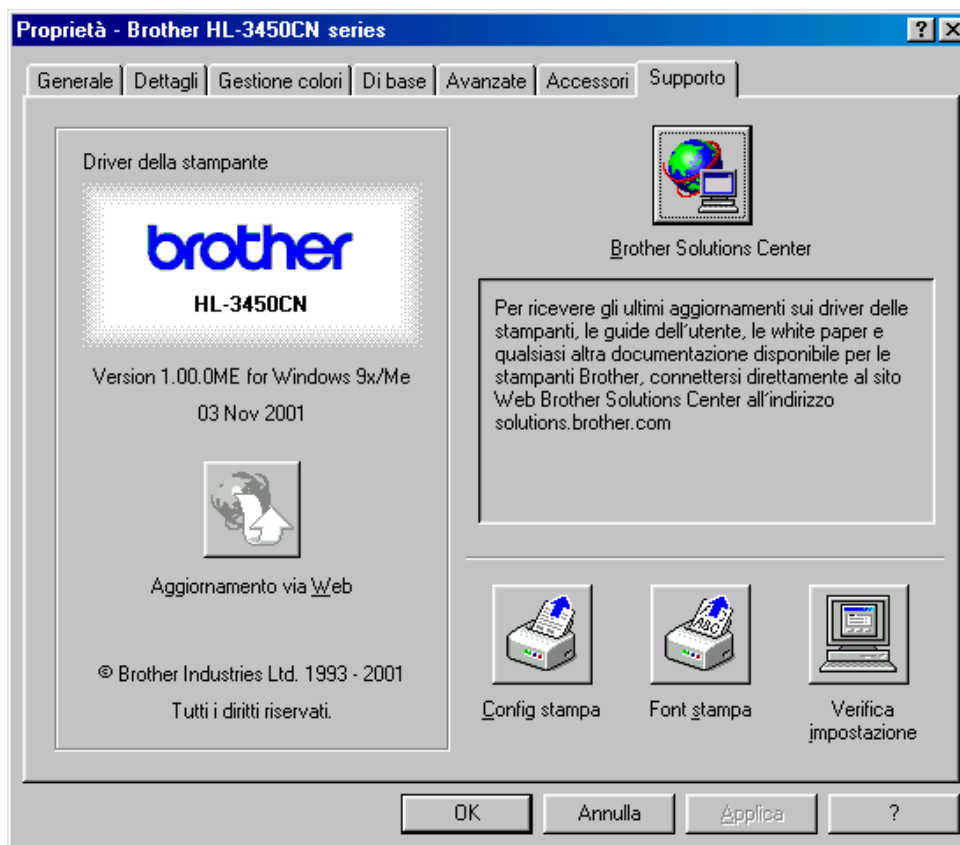 Proprietà - Brother HL-3450CN series
? X
Generale Dettagli Gestione colori Di base Avanzate Accessori Supporto
Driver della stampante
brother
HL-3450CN
Version 1.00.0ME for Windows 9x/Me
03 Nov 2001
Aggiornamento via Web
© Brother Industries Ltd. 1993 - 2001
Tutti i diritti riservati.
Brother Solutions Center
Per ricevere gli ultimi aggiornamenti sui driver delle
stampanti, le guide dell'utente, le white paper e
qualsiasi altra documentazione disponibile per le
stampanti Brother, connettersi direttamente al sito
Web Brother Solutions Center all'indirizzo
solutions.brother.com
ABC
Config stampa
Font stampa
Verifica
impostazione
OK Annulla Applica ?